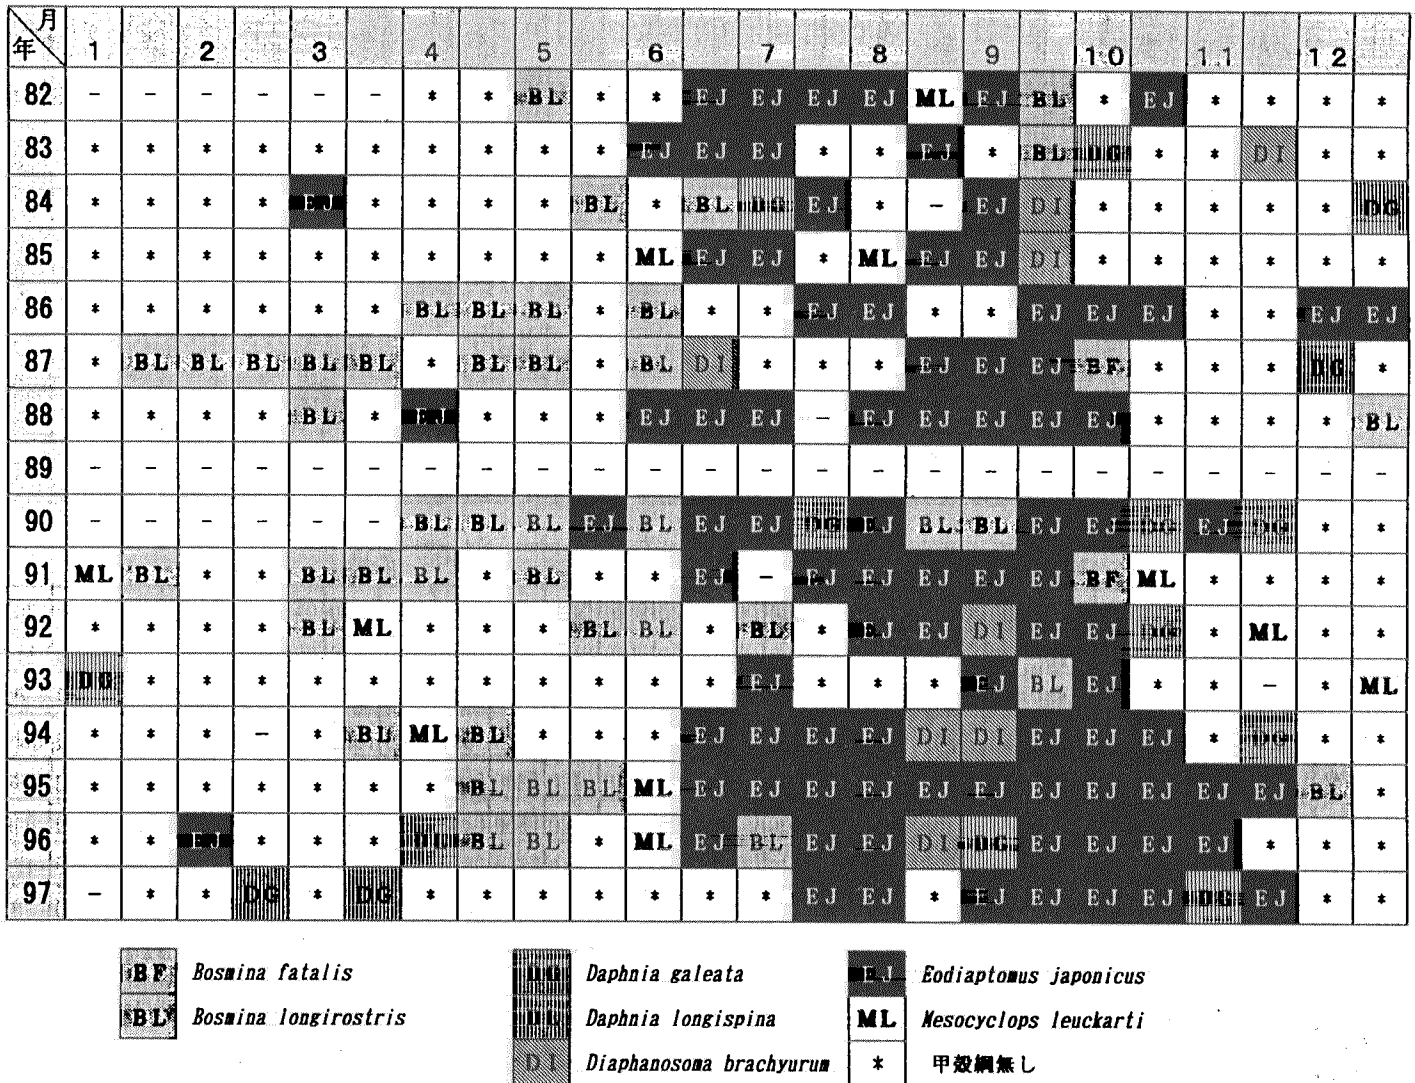 月
年 1 2 3 4 5 6 7 8 9 10 11 12
82 - - - - - - * * BL * * EJ EJ EJ EJ ML EJ BL * EJ * * * *
83 * * * * * * * * * * EJ EJ EJ * * EJ * BL DG * * DI * *
84 * * * * EJ * * * * BL * BL DG EJ * - EJ DI * * * * * DG
85 * * * * * * * * * * ML EJ EJ * ML EJ EJ DI * * * * * *
86 * * * * * * BL BL BL * BL * * EJ EJ * * EJ EJ EJ * * EJ EJ
87 * BL BL BL BL BL * BL BL * BL DI * * * EJ EJ EJ BF * * * DG *
88 * * * * BL * EJ * * * EJ EJ EJ - EJ EJ EJ EJ EJ * * * * BL
89 - - - - - - - - - - - - - - - - - - - - - - - -
90 - - - - - - BL BL BL EJ BL EJ EJ DG EJ BL BL EJ EJ DG EJ DG * *
91 ML BL * * BL BL BL * BL * * EJ - EJ EJ EJ EJ EJ BF ML * * * *
92 * * * * BL ML * * * BL BL * BL * EJ EJ DI EJ EJ DG * ML * *
93 DG * * * * * * * * * * * EJ * * * EJ BL EJ * * - * ML
94 * * * - * BL ML BL * * * EJ EJ EJ EJ DI DI EJ EJ EJ * DG * *
95 * * * * * * * BL BL BL ML EJ EJ EJ EJ EJ EJ EJ EJ EJ EJ EJ BL *
96 * * EJ * * * DL BL BL * ML EJ BL EJ EJ DI DG EJ EJ EJ EJ * * *
97 - * * DG * DG * * * * * * * EJ EJ * EJ EJ EJ EJ DG EJ * *
BF Bosmina fatalis DG Daphnia galeata EJ Eodiaptomus japonicus
BL Bosmina longirostris DL Daphnia longispina ML Mesocyclops leuckarti
DI Diaphanosoma brachyurum * 甲殻綱無し